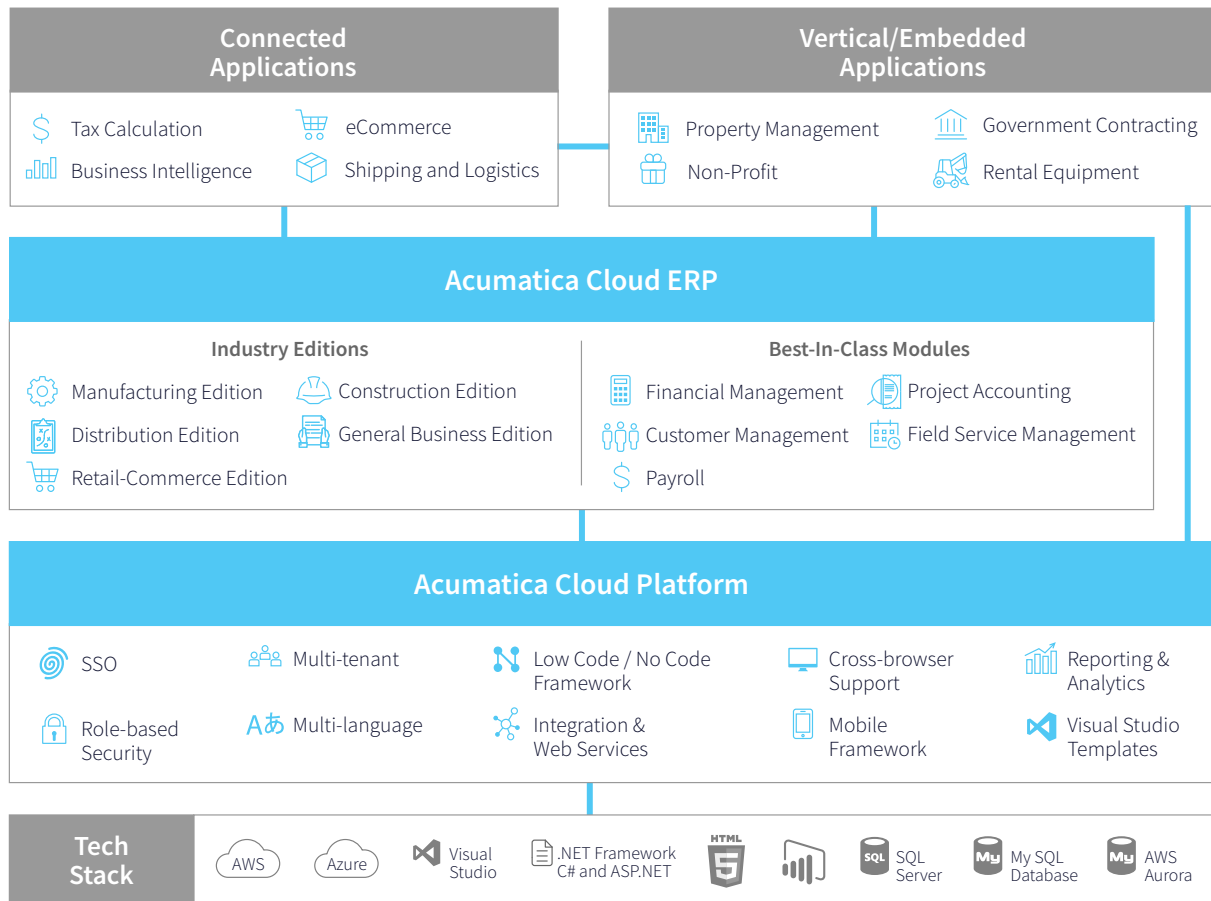 Connected
Applications
Vertical/Embedded
Applications
Tax Calculation
eCommerce
Business Intelligence
Shipping and Logistics
Property Management
Government Contracting
Non-Profit
Rental Equipment
Acumatica Cloud ERP
Industry Editions
Manufacturing Edition
Construction Edition
Distribution Edition
General Business Edition
Retail-Commerce Edition
Best-In-Class Modules
Financial Management
Project Accounting
Customer Management
Field Service Management
Payroll
Acumatica Cloud Platform
SSO
Multi-tenant
Low Code / No Code
Framework
Cross-browser
Support
Reporting &
Analytics
Role-based
Security
Aあ
Multi-language
Integration &
Web Services
Mobile
Framework
Visual Studio
Templates
Tech
Stack
AWS
Azure
Visual
Studio
.NET Framework
C# and ASP.NET
HTML
5
SQL
SQL
Server
My
My SQL
Database
My
AWS
Aurora